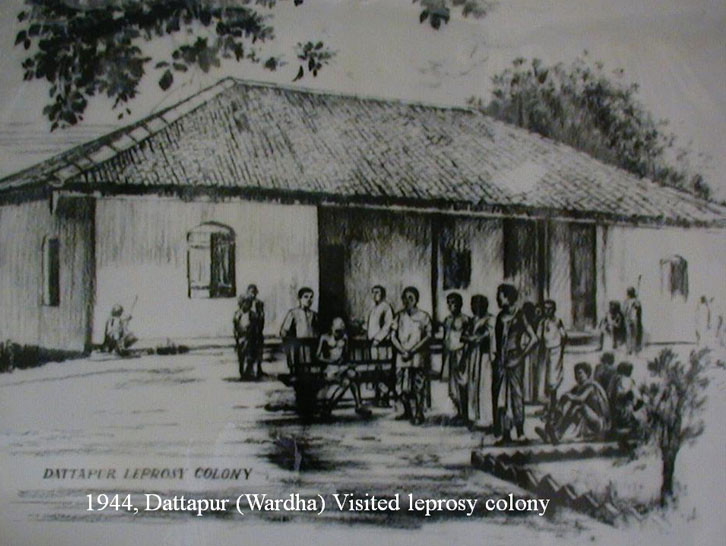 DATTAPUR LEPROSY COLONY
1944, Dattapur (Wardha) Visited leprosy colony